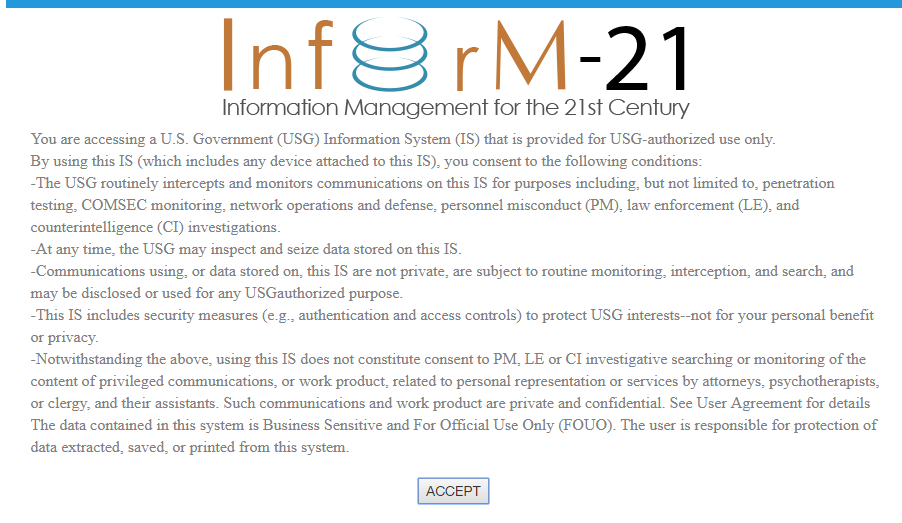 InforM-21
Information Management for the 21st Century
You are accessing a U.S. Government (USG) Information System (IS) that is provided for USG-authorized use only.
By using this IS (which includes any device attached to this IS), you consent to the following conditions:
-The USG routinely intercepts and monitors communications on this IS for purposes including, but not limited to, penetration
testing, COMSEC monitoring, network operations and defense, personnel misconduct (PM), law enforcement (LE), and
counterintelligence (CI) investigations.
-At any time, the USG may inspect and seize data stored on this IS.
-Communications using, or data stored on, this IS are not private, are subject to routine monitoring, interception, and search, and
may be disclosed or used for any USGauthorized purpose.
-This IS includes security measures (e.g., authentication and access controls) to protect USG interests--not for your personal benefit
or privacy.
-Notwithstanding the above, using this IS does not constitute consent to PM, LE or CI investigative searching or monitoring of the
content of privileged communications, or work product, related to personal representation or services by attorneys, psychotherapists,
or clergy, and their assistants. Such communications and work product are private and confidential. See User Agreement for details
The data contained in this system is Business Sensitive and For Official Use Only (FOUO). The user is responsible for protection of
data extracted, saved, or printed from this system.
ACCEPT